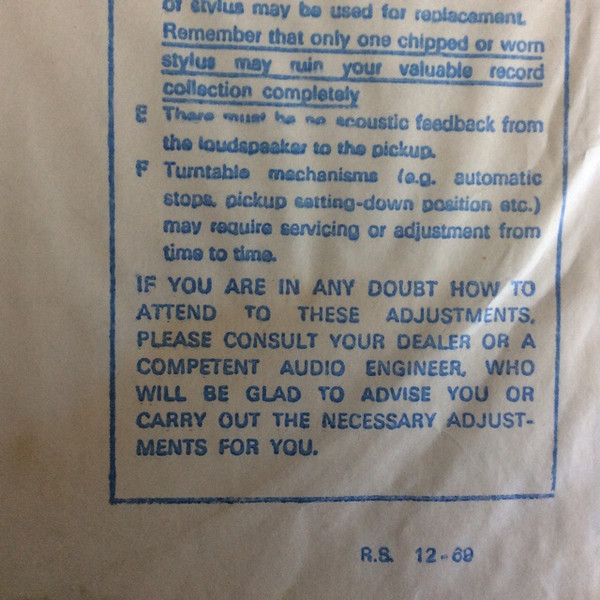 of stylus may be used for replacement.
Remember that only one chipped or worn
stylus may ruin your valuable record
collection completely
E There must be no acoustic feedback from
the loudspeaker to the pickup.
F Turntable mechanisms (e.g. automatic
stops, pickup setting-down position etc.)
may require servicing or adjustment from
time to time.
IF YOU ARE IN ANY DOUBT HOW TO
ATTEND TO THESE ADJUSTMENTS,
PLEASE CONSULT YOUR DEALER OR A
COMPETENT AUDIO ENGINEER, WHO
WILL BE GLAD TO ADVISE YOU OR
CARRY OUT THE NECESSARY ADJUST-
MENTS FOR YOU.
R.S. 12-69